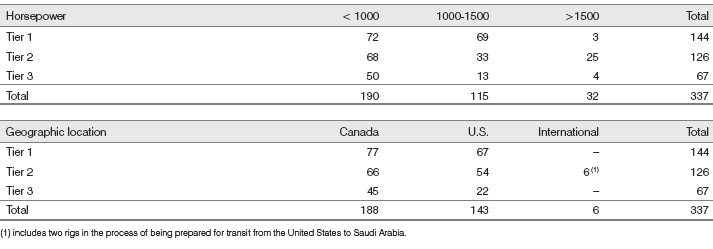 Horsepower < 1000 1000-1500 >1500 Total
Tier 1 72 69 3 144
Tier 2 68 33 25 126
Tier 3 50 13 4 67
Total 190 115 32 337
Geographic location Canada U.S. International Total
Tier 1 77 67 – 144
Tier 2 66 54 6 (1) 126
Tier 3 45 22 – 67
Total 188 143 6 337
(1) includes two rigs in the process of being prepared for transit from the United States to Saudi Arabia.